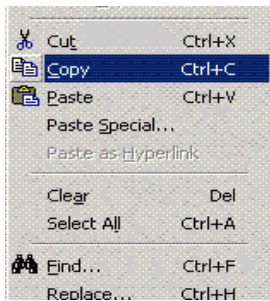 Cut Ctrl+X
Copy Ctrl+C
Paste Ctrl+V
Paste Special...
Paste as Hyperlink
Clear Del
Select All Ctrl+A
Find... Ctrl+F
Replace... Ctrl+H